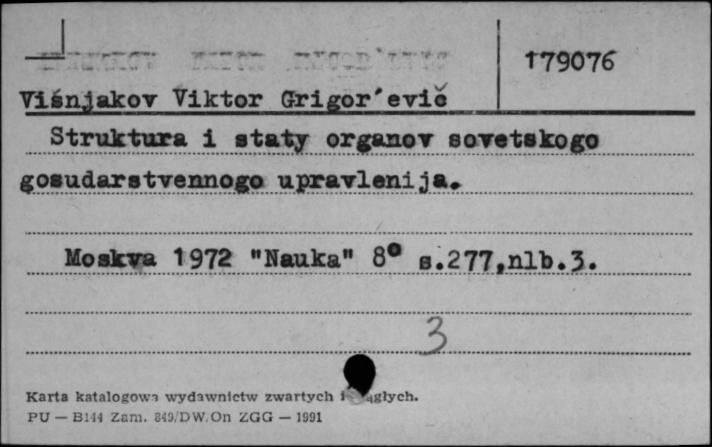 179076
Viśnjakov Viktor Grigor'evič
Struktura i staty organov sovetskogo
gosudarstvennogo upravlenija.
Moskva 1972 "Nauka" 8° s.277,nlb.3.
3
Karta katalogowa wydawnictw zwartych i
PU — B144 Zam. 849/DW.On ZGG — 1991